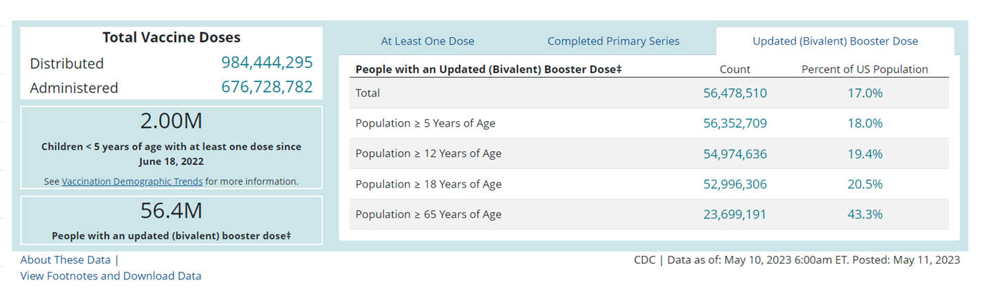 Total Vaccine Doses
Distributed 984,444,295
Administered 676,728,782
2.00M
Children < 5 years of age with at least one dose since
June 18, 2022
See Vaccination Demographic Trends for more information.
56.4M
People with an updated (bivalent) booster dose‡
At Least One Dose Completed Primary Series Updated (Bivalent) Booster Dose
People with an Updated (Bivalent) Booster Dose‡ Count Percent of US Population
Total 56,478,510 17.0%
Population ≥ 5 Years of Age 56,352,709 18.0%
Population ≥ 12 Years of Age 54,974,636 19.4%
Population ≥ 18 Years of Age 52,996,306 20.5%
Population ≥ 65 Years of Age 23,699,191 43.3%
About These Data |
View Footnotes and Download Data
CDC | Data as of: May 10, 2023 6:00am ET. Posted: May 11, 2023